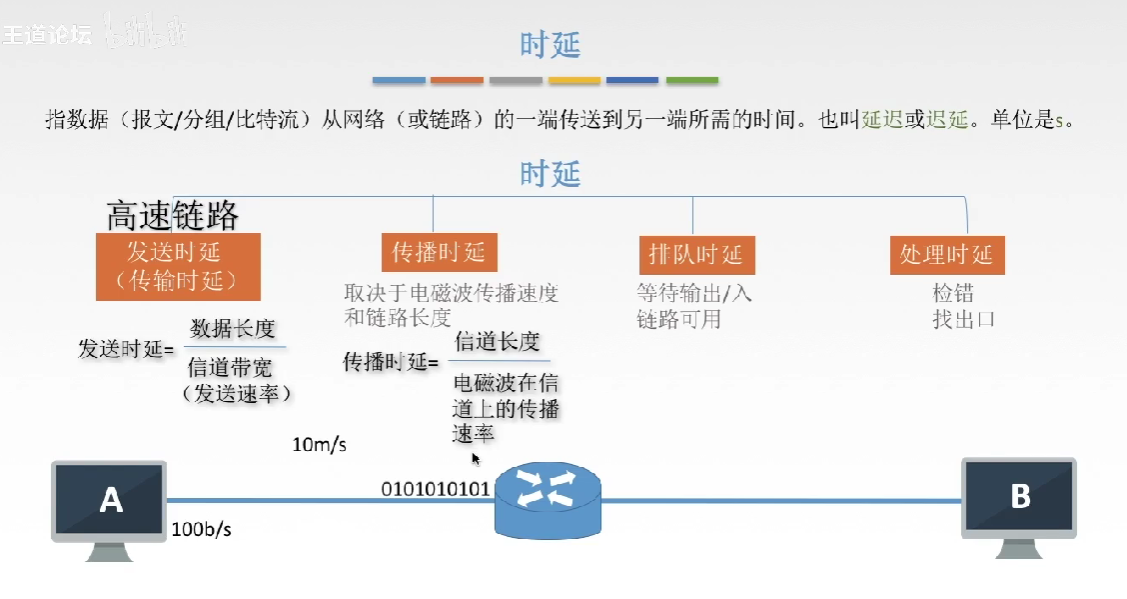 王道论坛 bilibili
时延
指数据（报文/分组/比特流）从网络（或链路）的一端传送到另一端所需的时间。也叫延迟或迟延。单位是s。
时延
高速链路
发送时延
（传输时延）
传播时延
排队时延
处理时延
取决于电磁波传播速度
和链路长度
等待输出/入
链路可用
检错
找出口
发送时延=
数据长度
信道带宽
（发送速率）
传播时延=
信道长度
电磁波在信
道上的传播
速率
10m/s
0101010101
A
100b/s
B